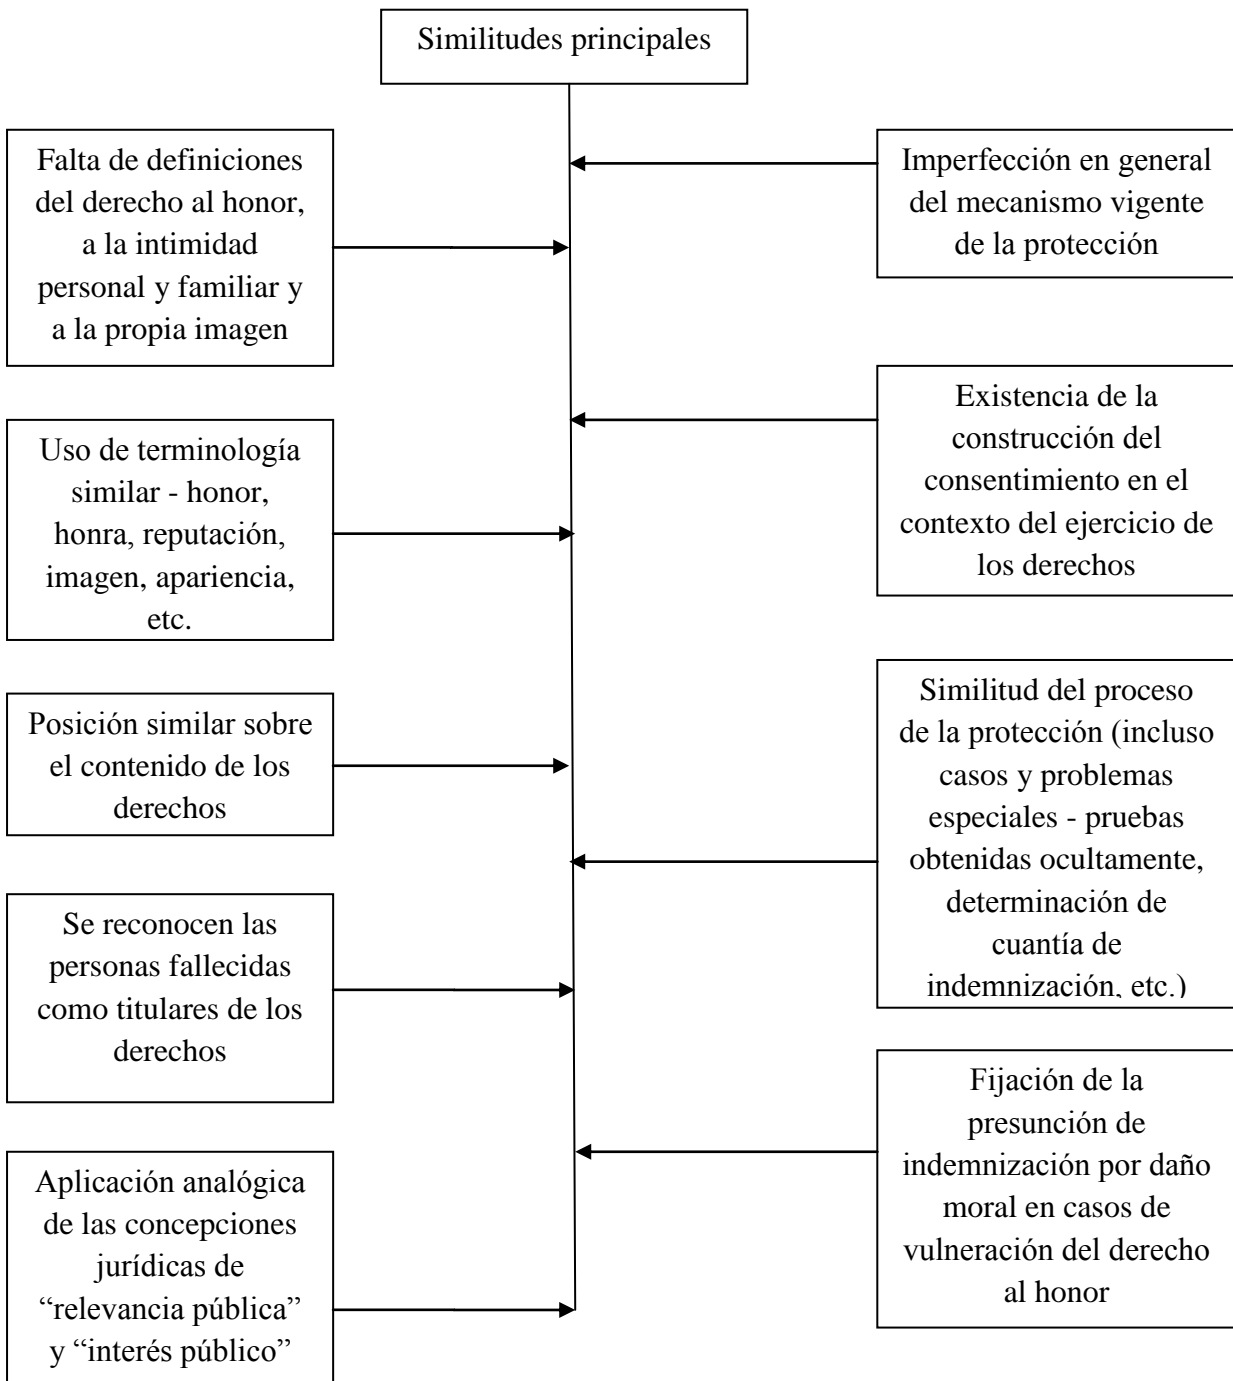 Similitudes principales
Falta de definiciones
del derecho al honor,
a la intimidad
personal y familiar y
a la propia imagen
Imperfección en general
del mecanismo vigente
de la protección
Uso de terminología
similar - honor,
honra, reputación,
imagen, apariencia,
etc.
Existencia de la
construcción del
consentimiento en el
contexto del ejercicio de
los derechos
Posición similar sobre
el contenido de los
derechos
Similitud del proceso
de la protección (incluso
casos y problemas
especiales - pruebas
obtenidas ocultamente,
determinación de
cuantía de
indemnización, etc.)
Se reconocen las
personas fallecidas
como titulares de los
derechos
Fijación de la
presunción de
indemnización por daño
moral en casos de
vulneración del derecho
al honor
Aplicación analógica
de las concepciones
jurídicas de
“relevancia pública”
y “interés público”